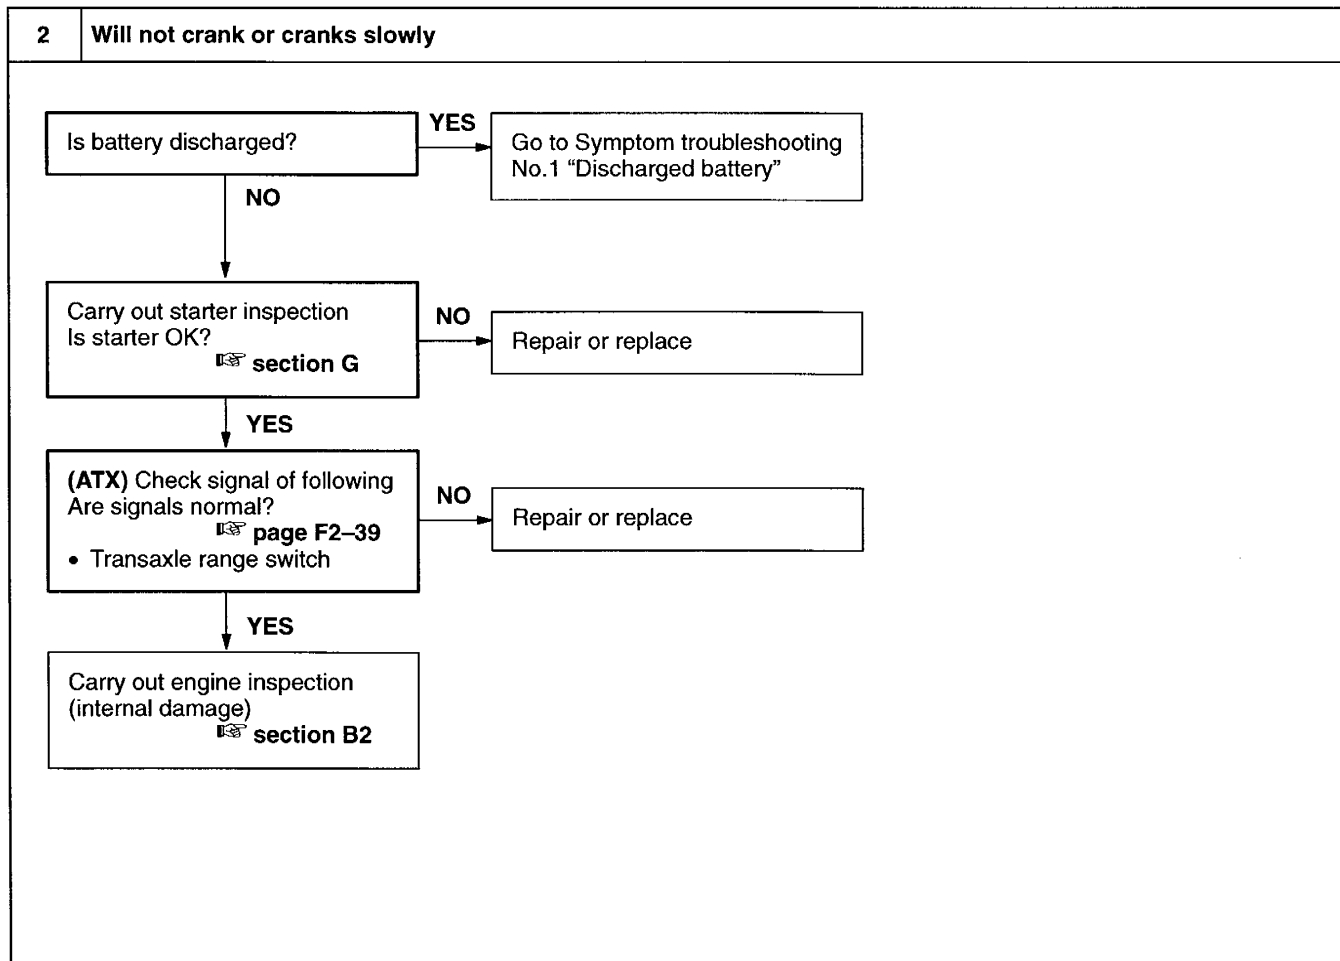 2 Will not crank or cranks slowly
Is battery discharged?
YES
Go to Symptom troubleshooting
No.1 “Discharged battery”
NO
Carry out starter inspection
Is starter OK?
☞ section G
NO
Repair or replace
YES
(ATX) Check signal of following
Are signals normal?
☞ page F2–39
• Transaxle range switch
NO
Repair or replace
YES
Carry out engine inspection
(internal damage)
☞ section B2